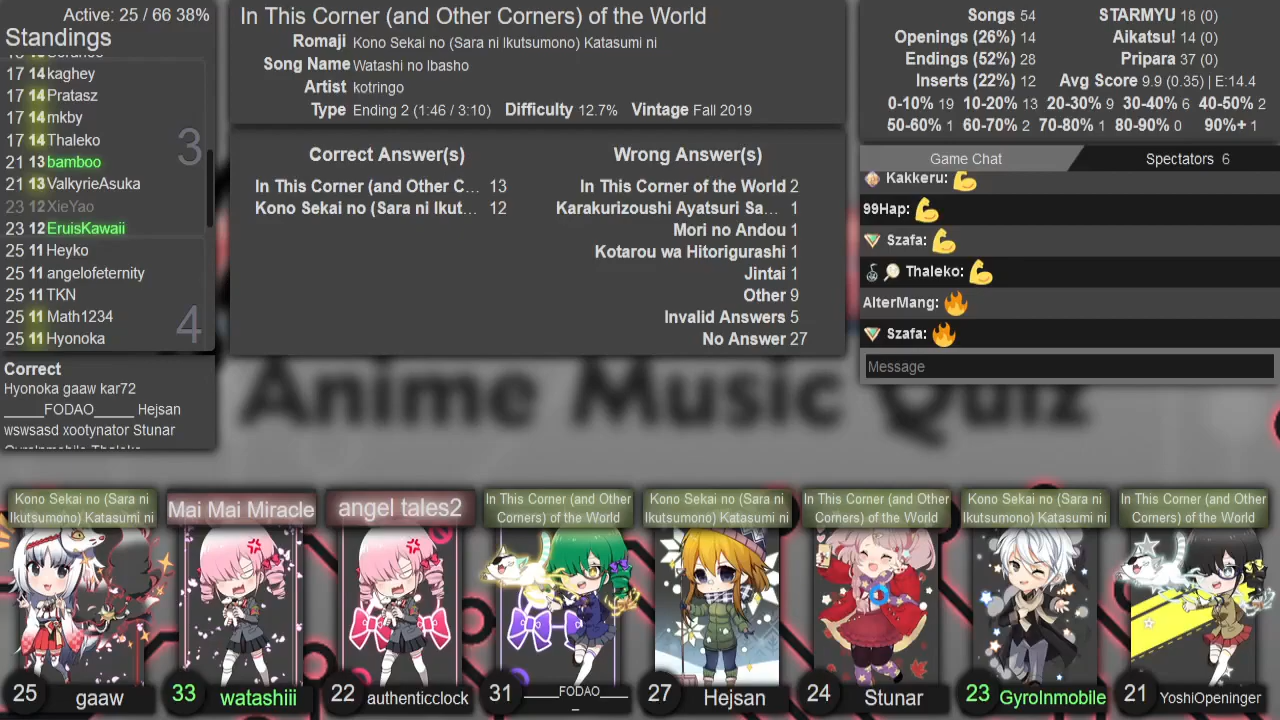 Active: 25 / 66 38%
Standings
17 14 kaghey
17 14 Pratasz
17 14 mkby
17 14 Thaleko
3
21 13 bamboo
21 13 ValkyrieAsuka
23 12 XieYao
23 12 EruisKawaii
25 11 Heyko
25 11 angelofeternity
25 11 TKN
25 11 Math1234
4
25 11 Hyonoka
Correct
Hyonoka gaaw kar72
_____FODAO_____ Hejsan
wswsasd xootynator Stunar
GyroInmobile Thaleko
In This Corner (and Other Corners) of the World
Romaji Kono Sekai no (Sara ni Ikutsumono) Katasumi ni
Song Name Watashi no Ibasho
Artist kotringo
Type Ending 2 (1:46 / 3:10) Difficulty 12.7% Vintage Fall 2019
Correct Answer(s)
In This Corner (and Other C... 13
Kono Sekai no (Sara ni Ikut... 12
Wrong Answer(s)
In This Corner of the World 2
Karakurizoushi Ayatsuri Sa... 1
Mori no Andou 1
Kotarou wa Hitorigurashi 1
Jintai 1
Other 9
Invalid Answers 5
No Answer 27
Songs 54 STARMYU 18 (0)
Openings (26%) 14 Aikatsu! 14 (0)
Endings (52%) 28 Pripara 37 (0)
Inserts (22%) 12 Avg Score 9.9 (0.35) | E:14.4
0-10% 19 10-20% 13 20-30% 9 30-40% 6 40-50% 2
50-60% 1 60-70% 2 70-80% 1 80-90% 0 90%+ 1
Game Chat Spectators 6
Kakkeru: 💪
99Hap: 💪
Szafa: 💪
Thaleko: 💪
AlterMang: 🔥
Szafa: 🔥
Message
Anime Music Quiz
Kono Sekai no (Sara ni
Ikutsumono) Katasumi ni
25 gaaw
Mai Mai Miracle
33 watashiii
angel tales2
22 authenticclock
In This Corner (and Other
Corners) of the World
31 _____FODAO_____
Kono Sekai no (Sara ni
Ikutsumono) Katasumi ni
27 Hejsan
In This Corner (and Other
Corners) of the World
24 Stunar
Kono Sekai no (Sara ni
Ikutsumono) Katasumi ni
23 GyroInmobile
In This Corner (and Other
Corners) of the World
21 YoshiOpeninger